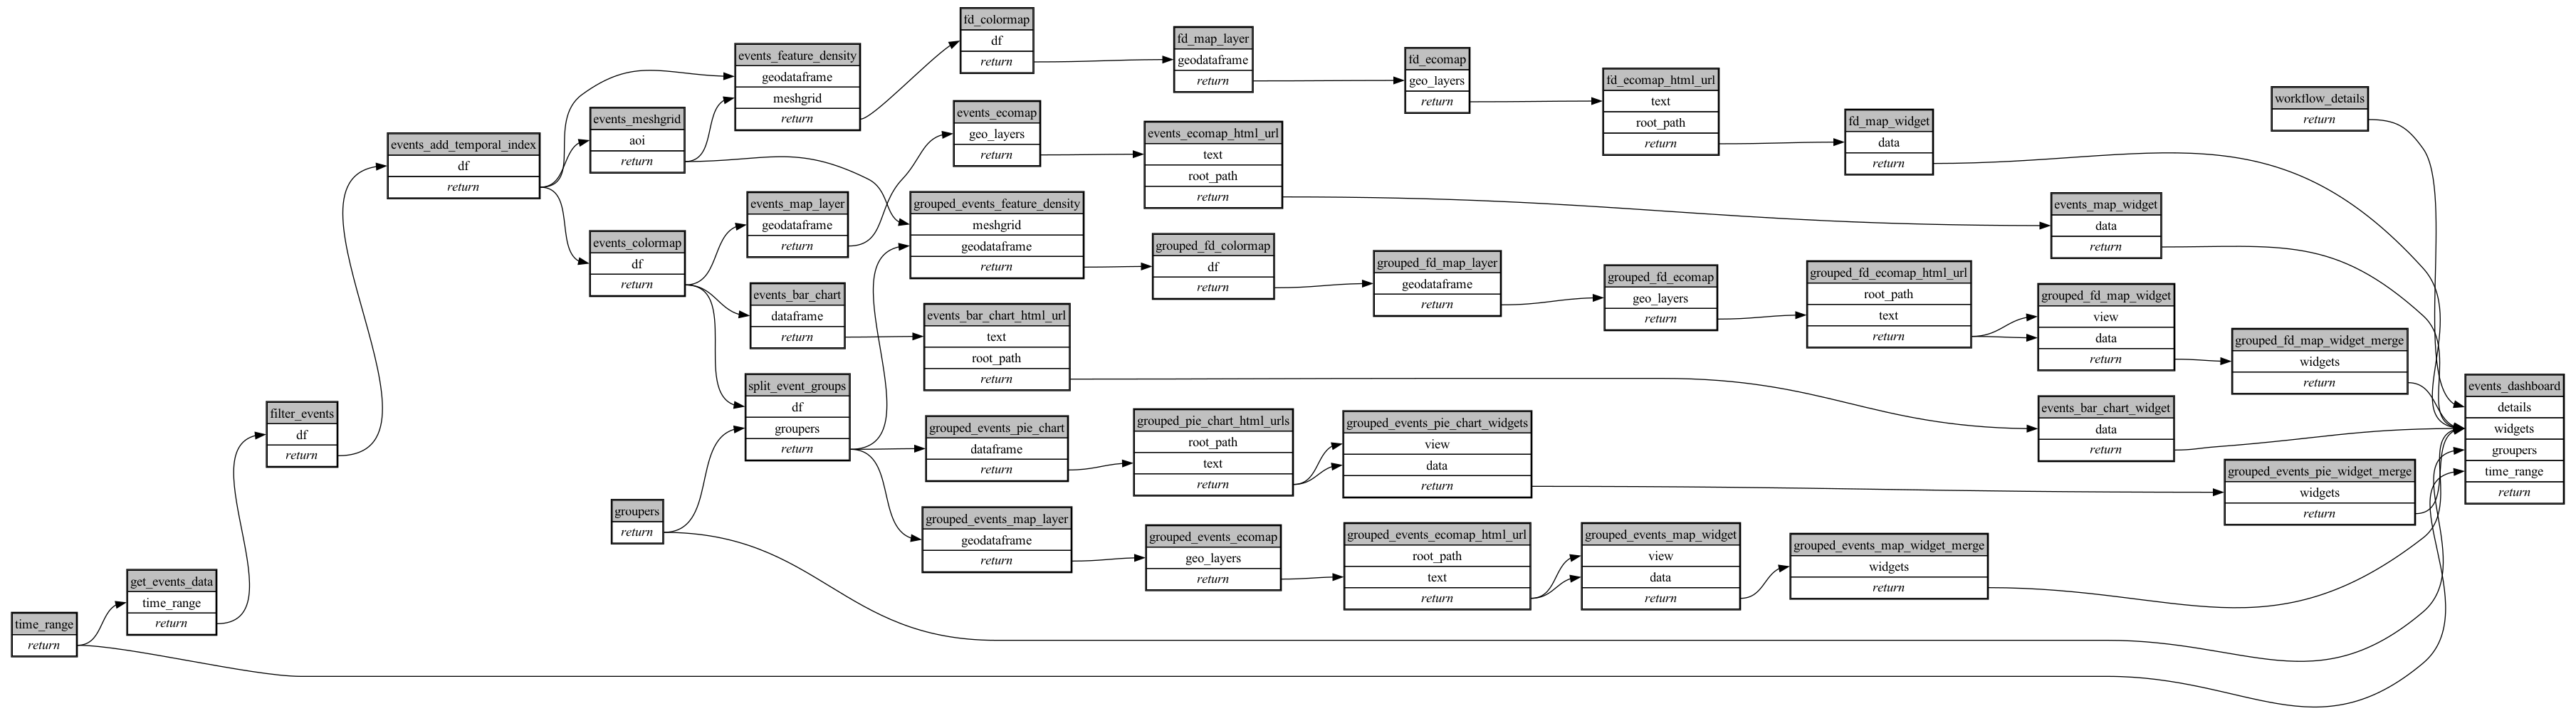 time_range
return
get_events_data
time_range
return
filter_events
df
return
events_add_temporal_index
df
return
events_meshgrid
aoi
return
events_colormap
df
return
groupers
return
events_feature_density
geodataframe
meshgrid
return
events_map_layer
geodataframe
return
events_bar_chart
dataframe
return
split_event_groups
df
groupers
return
fd_colormap
df
return
events_ecomap
geo_layers
return
grouped_events_feature_density
meshgrid
geodataframe
return
events_bar_chart_html_url
text
root_path
return
grouped_events_pie_chart
dataframe
return
grouped_events_map_layer
geodataframe
return
fd_map_layer
geodataframe
return
events_ecomap_html_url
text
root_path
return
grouped_fd_colormap
df
return
grouped_pie_chart_html_urls
root_path
text
return
grouped_events_ecomap
geo_layers
return
fd_ecomap
geo_layers
return
grouped_fd_map_layer
geodataframe
return
grouped_events_pie_chart_widgets
view
data
return
grouped_events_ecomap_html_url
root_path
text
return
fd_ecomap_html_url
text
root_path
return
grouped_fd_ecomap
geo_layers
return
grouped_events_map_widget
view
data
return
fd_map_widget
data
return
grouped_fd_ecomap_html_url
root_path
text
return
grouped_events_map_widget_merge
widgets
return
events_map_widget
data
return
grouped_fd_map_widget
view
data
return
events_bar_chart_widget
data
return
workflow_details
return
grouped_fd_map_widget_merge
widgets
return
grouped_events_pie_widget_merge
widgets
return
events_dashboard
details
widgets
groupers
time_range
return